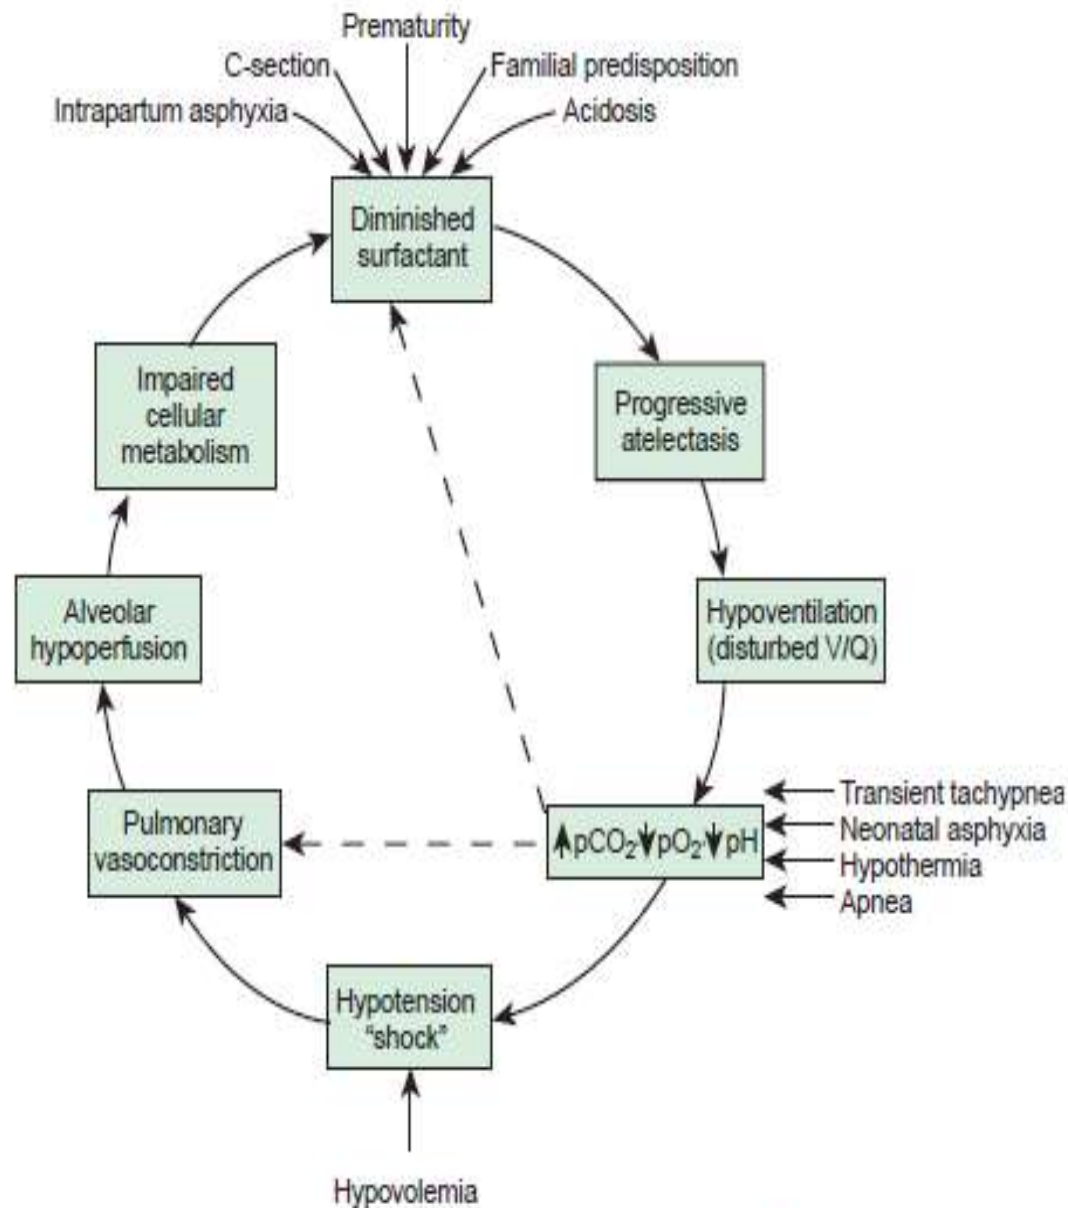 Prematurity
C-section
Familial predisposition
Intrapartum asphyxia
Acidosis
Diminished
surfactant
Progressive
atelectasis
Hypoventilation
(disturbed V/Q)
↑pCO₂↓pO₂↓pH
Transient tachypnea
Neonatal asphyxia
Hypothermia
Apnea
Hypotension
“shock”
Hypovolemia
Pulmonary
vasoconstriction
Alveolar
hypoperfusion
Impaired
cellular
metabolism